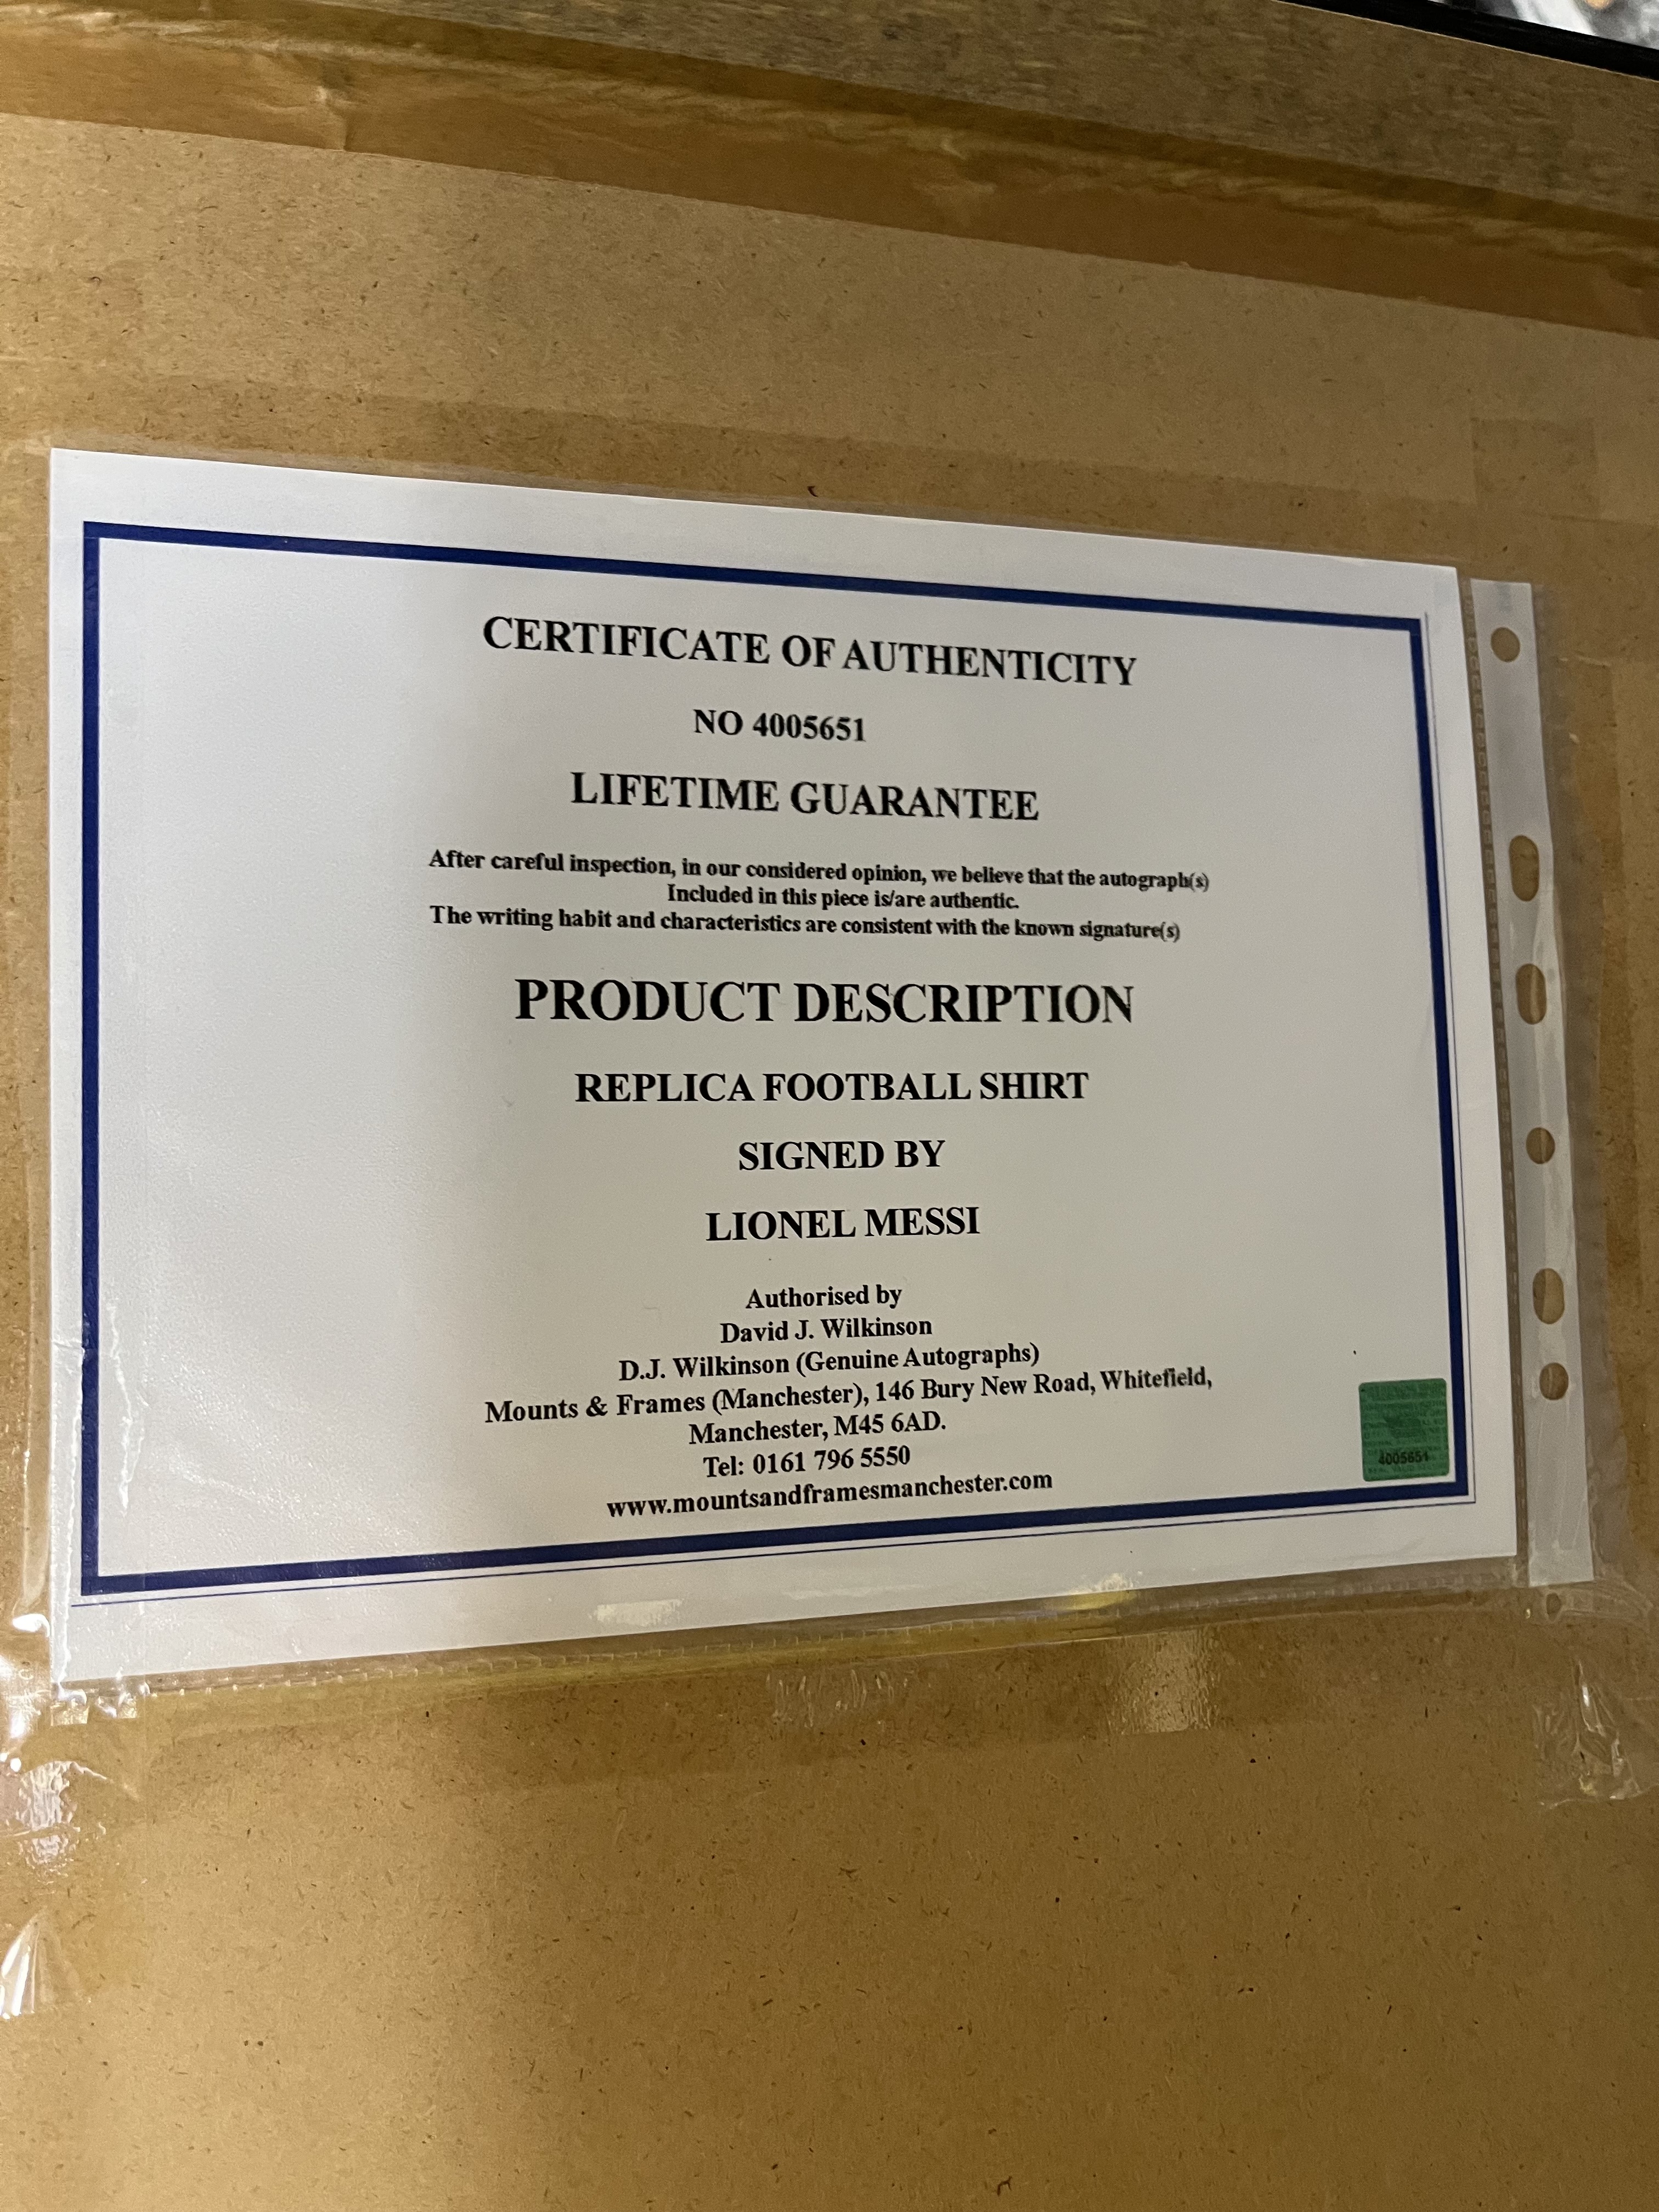 CERTIFICATE OF AUTHENTICITY
NO 4005651
LIFETIME GUARANTEE
After careful inspection, in our considered opinion, we believe that the autograph(s)
Included in this piece is/are authentic.
The writing habit and characteristics are consistent with the known signature(s)
PRODUCT DESCRIPTION
REPLICA FOOTBALL SHIRT
SIGNED BY
LIONEL MESSI
Authorised by
David J. Wilkinson
D.J. Wilkinson (Genuine Autographs)
Mounts & Frames (Manchester), 146 Bury New Road, Whitefield,
Manchester, M45 6AD.
Tel: 0161 796 5550
www.mountsandframesmanchester.com
4005651